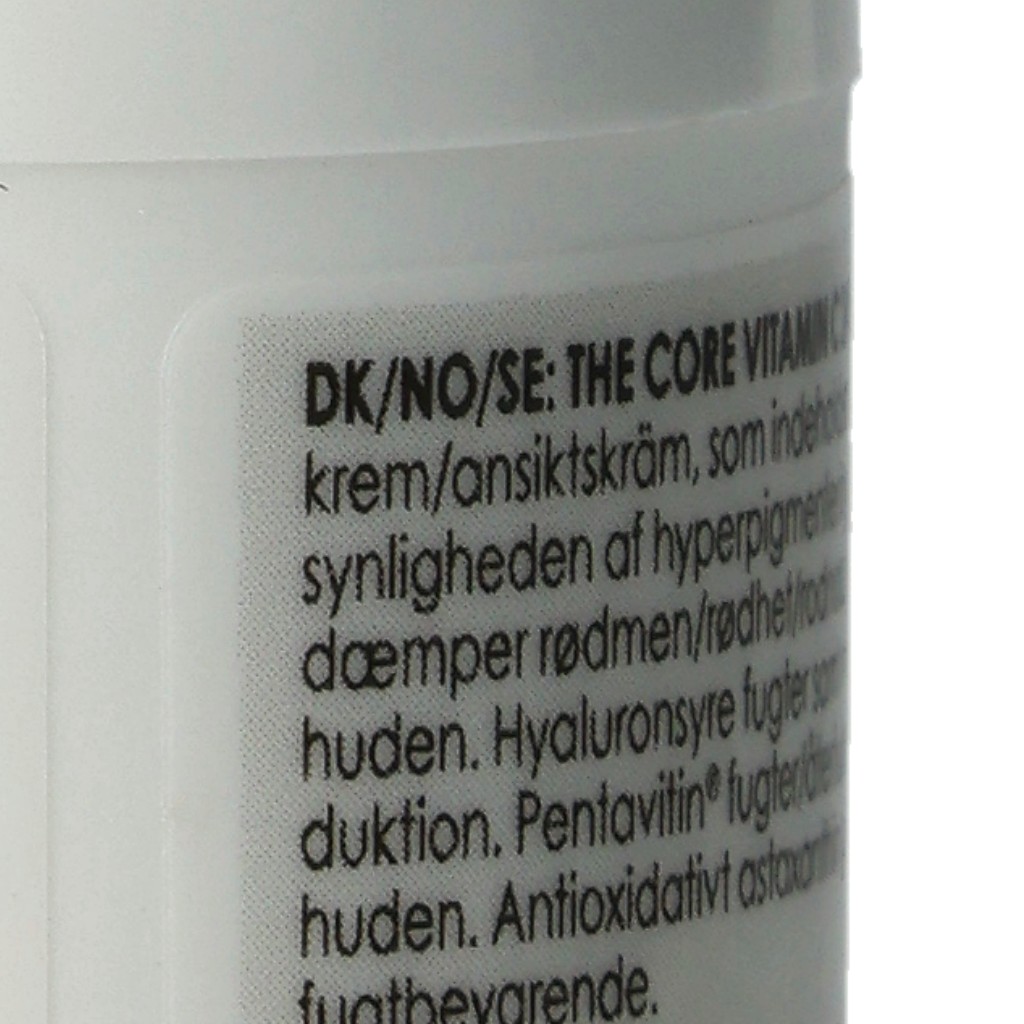 DK/NO/SE: THE CORE VITAMIN C
krem/ansiktskräm, som
synligheden af
dæmper rødmen/rødhet/
huden. Hyaluronsyre fugter
duktion. Pentavitin®
huden. Antioxidativt
fugtbevarende.